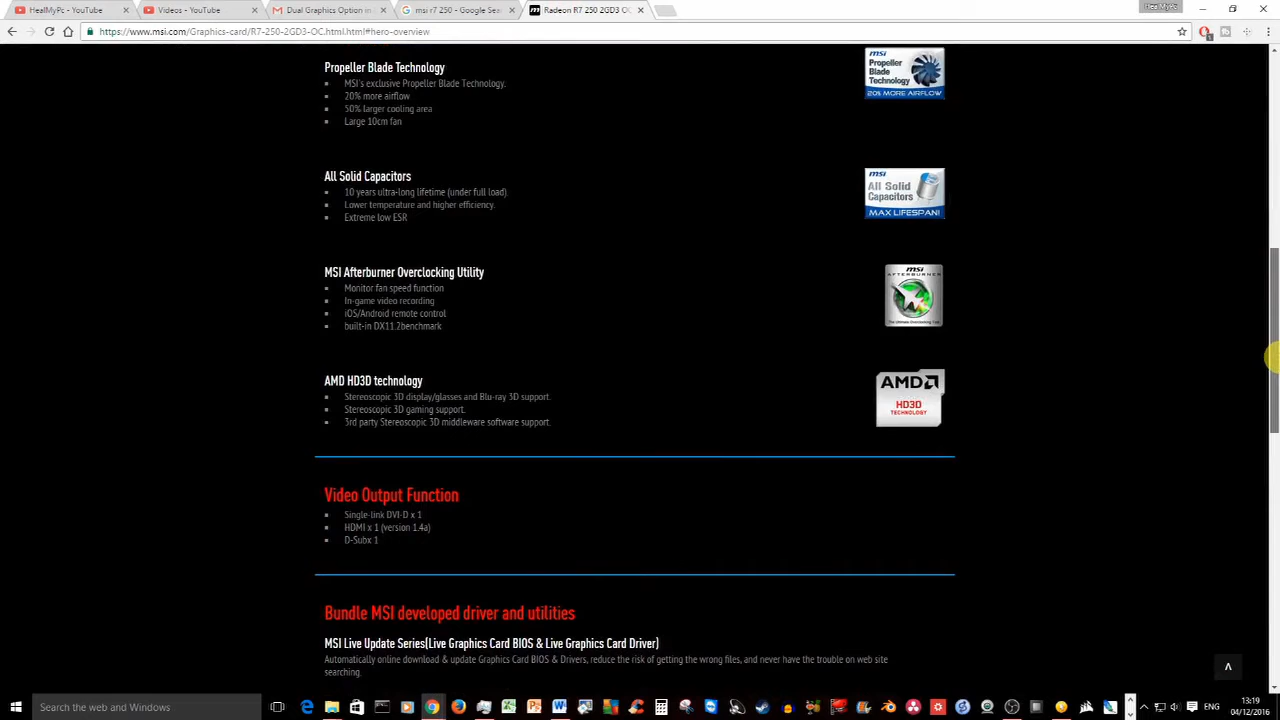 HealMyPc - YouTube
Videos - YouTube
Dual Graphics Option in
msi r7 250 - Google Sea
Radeon R7 250 2GD3 OC
HealMyPc
https://www.msi.com/Graphics-card/R7-250-2GD3-OC.html.html#hero-overview
Propeller Blade Technology
MSI's exclusive Propeller Blade Technology.
20% more airflow
50% larger cooling area
Large 10cm fan
msi
Propeller
Blade
Technology
20% MORE AIRFLOW
All Solid Capacitors
10 years ultra-long lifetime (under full load).
Lower temperature and higher efficiency.
Extreme low ESR
msi
All Solid
Capacitors
MAX LIFESPAN!
MSI Afterburner Overclocking Utility
Monitor fan speed function
In-game video recording
iOS/Android remote control
built-in DX11.2benchmark
msi
AFTERBURNER
AMD HD3D technology
Stereoscopic 3D display/glasses and Blu-ray 3D support.
Stereoscopic 3D gaming support.
3rd party Stereoscopic 3D middleware software support.
AMD
HD3D
TECHNOLOGY
Video Output Function
Single-link DVI-D x 1
HDMI x 1 (version 1.4a)
D-Subx 1
Bundle MSI developed driver and utilities
MSI Live Update Series(Live Graphics Card BIOS & Live Graphics Card Driver)
Automatically online download & update Graphics Card BIOS & Drivers, reduce the risk of getting the wrong files, and never have the trouble on web site
searching.
Search the web and Windows
ENG
13:19
04/12/2016